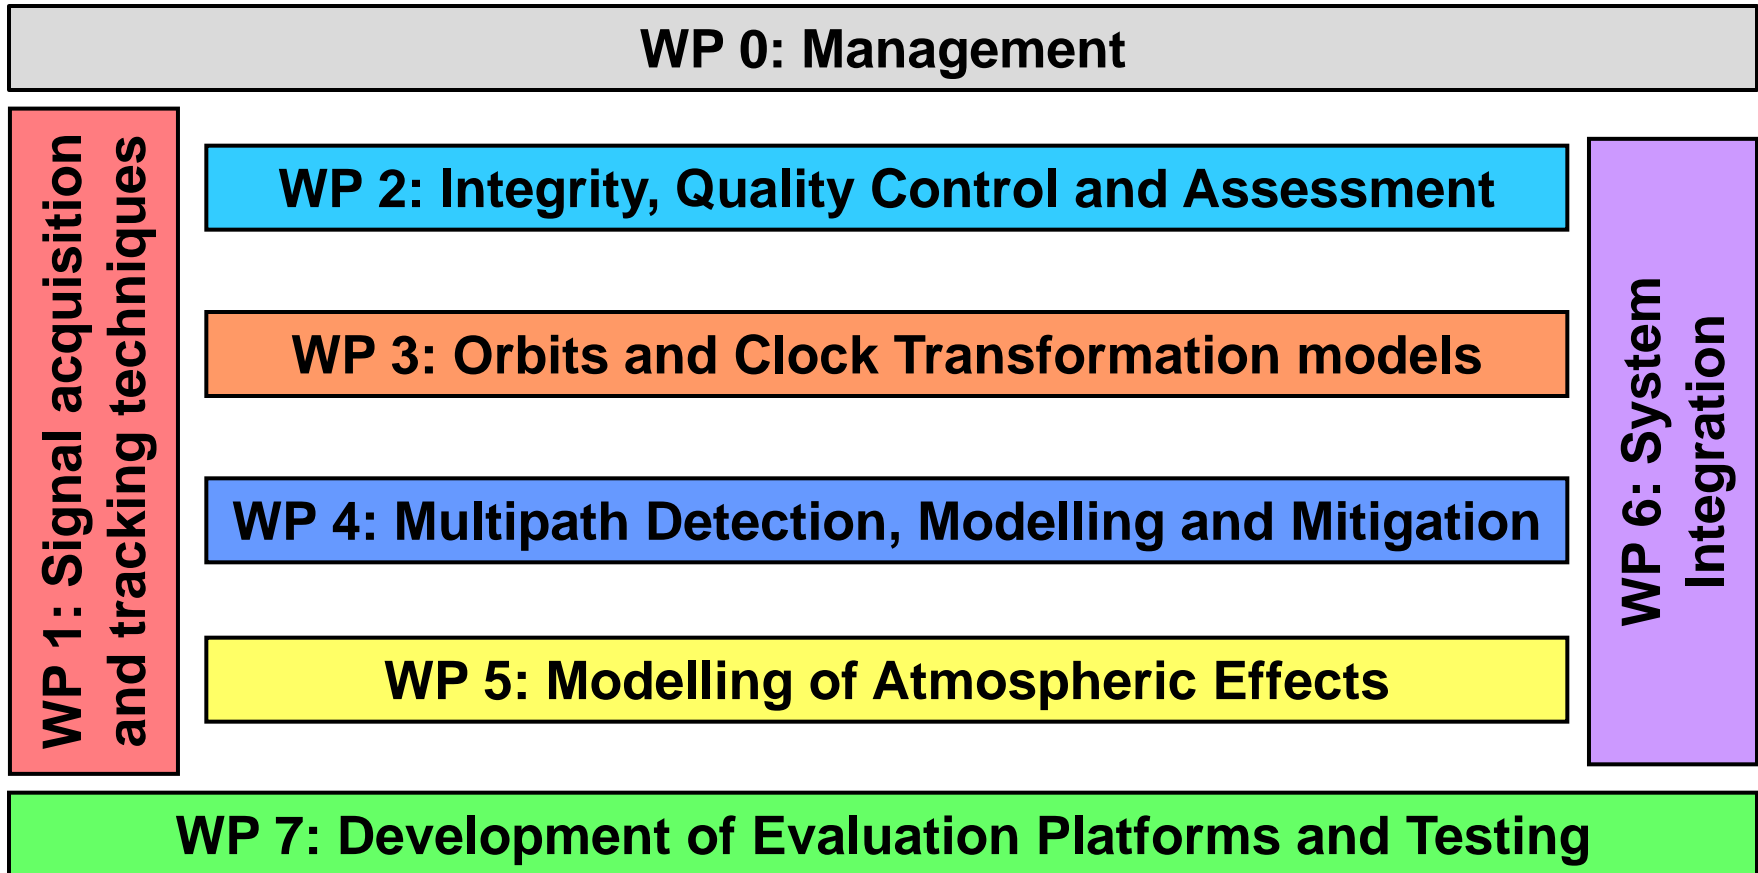 WP 0: Management
WP 1: Signal acquisition
and tracking techniques
WP 2: Integrity, Quality Control and Assessment
WP 3: Orbits and Clock Transformation models
WP 4: Multipath Detection, Modelling and Mitigation
WP 5: Modelling of Atmospheric Effects
WP 6: System
Integration
WP 7: Development of Evaluation Platforms and Testing